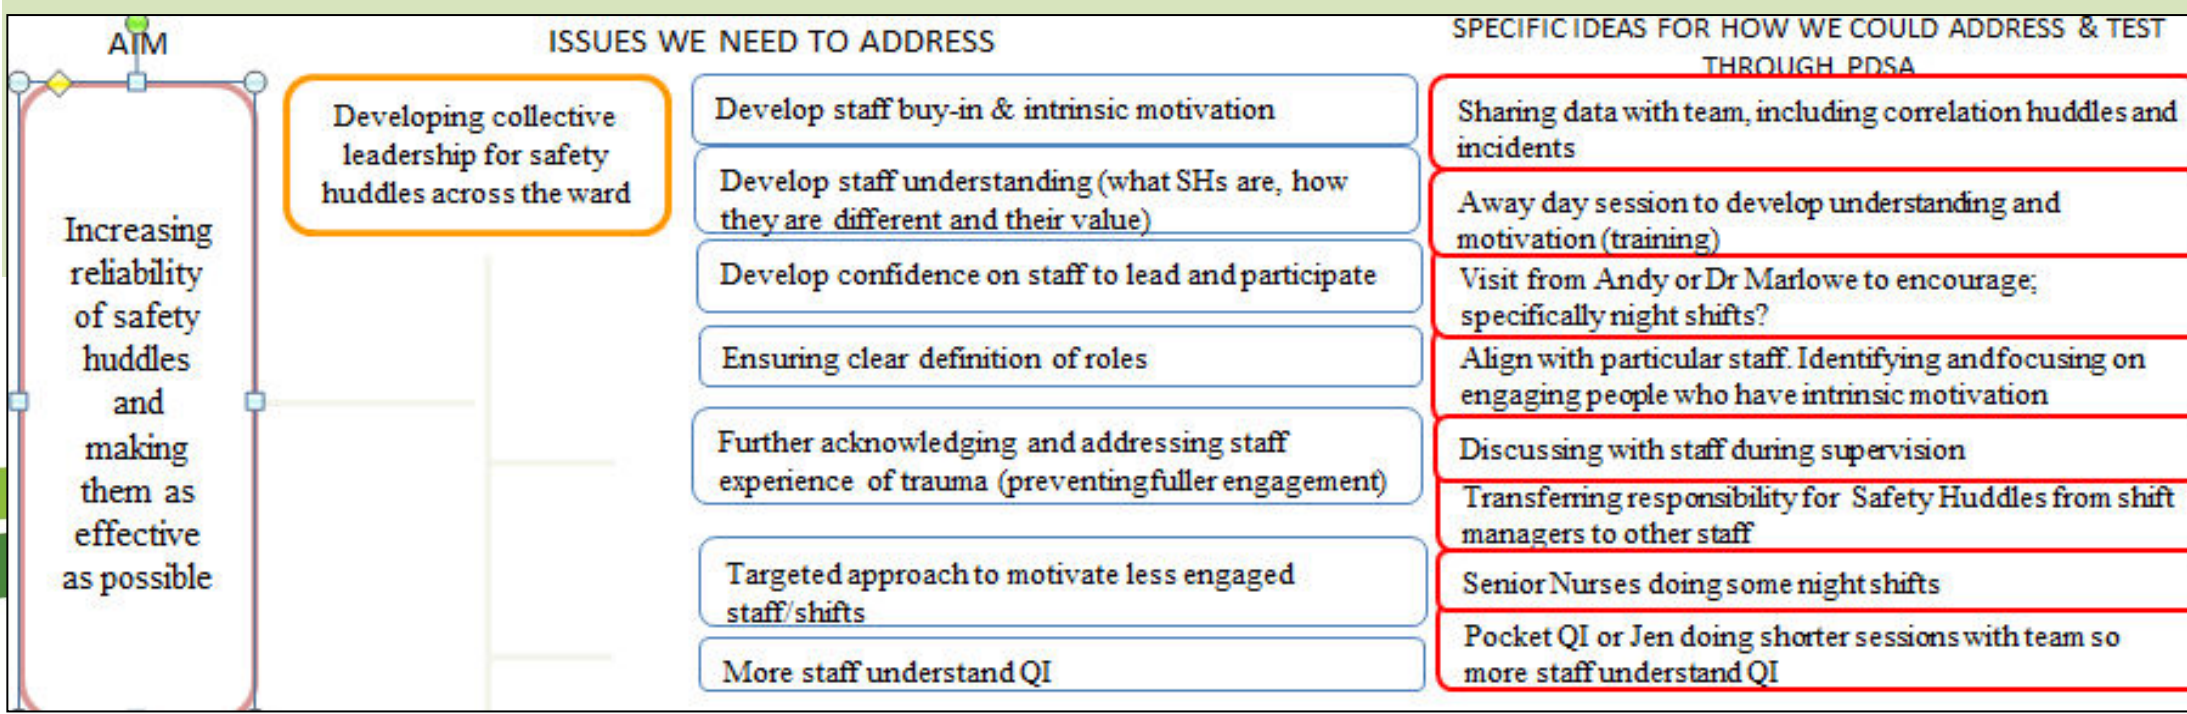 AIM
ISSUES WE NEED TO ADDRESS
SPECIFIC IDEAS FOR HOW WE COULD ADDRESS & TEST
THROUGH PDSA
Increasing
reliability
of safety
huddles
and
making
them as
effective
as possible
Developing collective
leadership for safety
huddles across the ward
Develop staff buy-in & intrinsic motivation
Develop staff understanding (what SHs are, how
they are different and their value)
Develop confidence on staff to lead and participate
Ensuring clear definition of roles
Further acknowledging and addressing staff
experience of trauma (preventing fuller engagement)
Targeted approach to motivate less engaged
staff/shifts
More staff understand QI
Sharing data with team, including correlation huddles and
incidents
Away day session to develop understanding and
motivation (training)
Visit from Andy or Dr Marlowe to encourage;
specifically night shifts?
Align with particular staff. Identifying and focusing on
engaging people who have intrinsic motivation
Discussing with staff during supervision
Transferring responsibility for Safety Huddles from shift
managers to other staff
Senior Nurses doing some night shifts
Pocket QI or Jen doing shorter sessions with team so
more staff understand QI